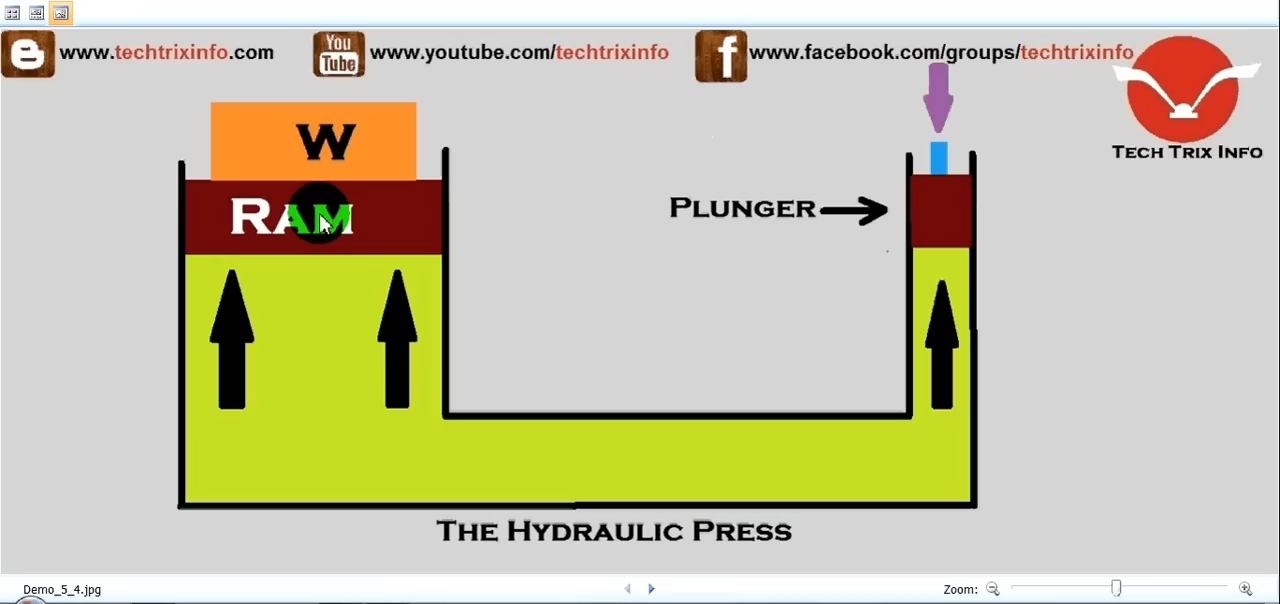 www.techtrixinfo.com
You
Tube
www.youtube.com/techtrixinfo
f
www.facebook.com/groups/techtrixinfo
TECH TRIX INFO
W
RAM
PLUNGER
THE HYDRAULIC PRESS
Demo_5_4.jpg
Zoom: